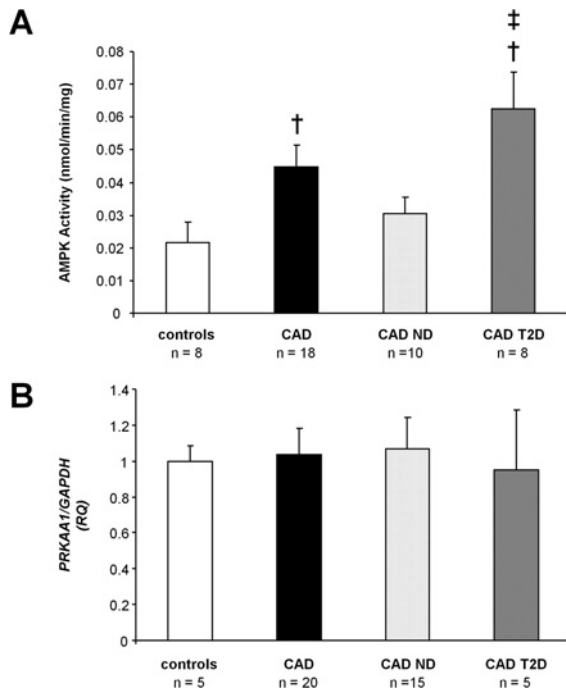 A
AMPK Activity (nmol/min/mg)
0.08
0.07
0.06
0.05
0.04
0.03
0.02
0.01
0
†
‡
†
controls CAD CAD ND CAD T2D
n = 8 n = 18 n =10 n = 8
B
PRKAA1/GAPDH
(RQ)
1.4
1.2
1
0.8
0.6
0.4
0.2
0
controls CAD CAD ND CAD T2D
n = 5 n = 20 n =15 n = 5